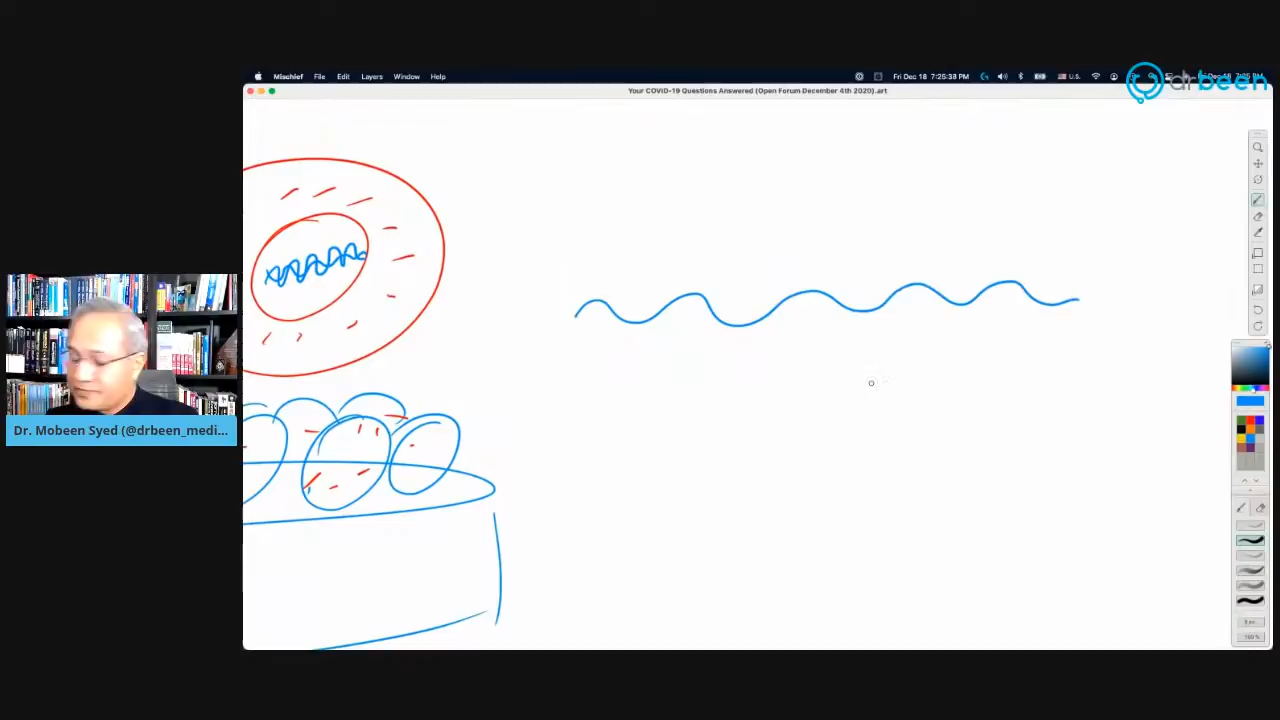 Mischief File Edit Layers Window Help
U.S. Fri Dec 18 7:25:33 PM
drbeen
Your COVID-19 Questions Answered (Open Forum December 4th 2020).art
Dr. Mobeen Syed (@drbeen_medi...